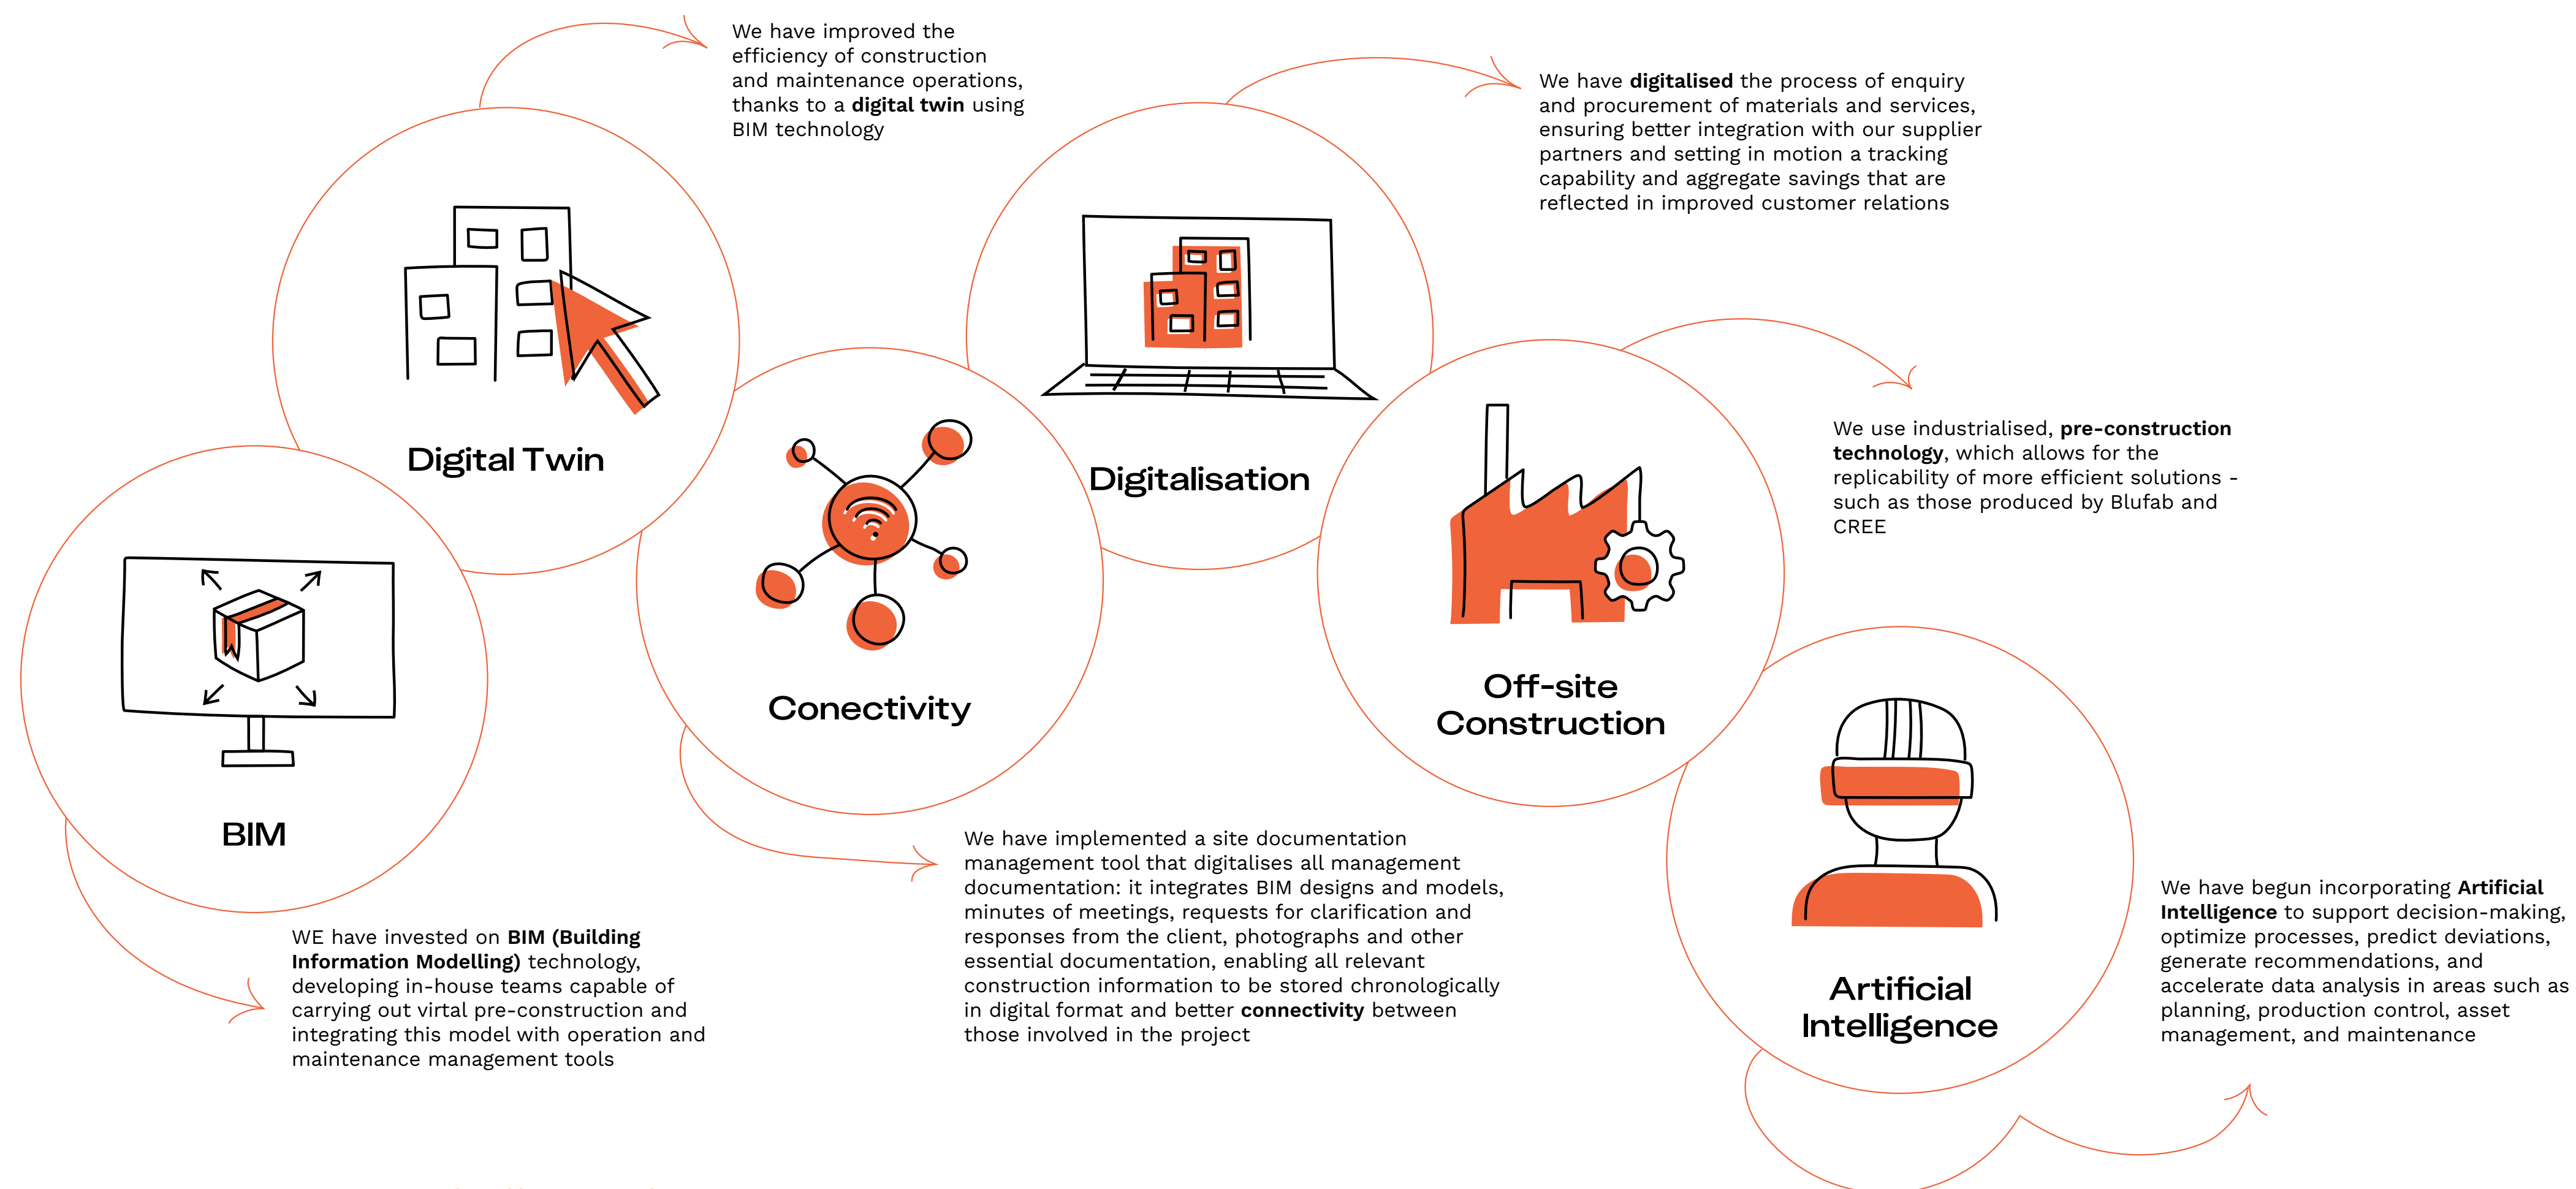 We have improved the
efficiency of construction
and maintenance operations,
thanks to a digital twin using
BIM technology
We have digitalised the process of enquiry
and procurement of materials and services,
ensuring better integration with our supplier
partners and setting in motion a tracking
capability and aggregate savings that are
reflected in improved customer relations
Digital Twin
Digitalisation
We use industrialised, pre-construction
technology, which allows for the
replicability of more efficient solutions -
such as those produced by Blufab and
CREE
BIM
Conectivity
Off-site
Construction
WE have invested on BIM (Building
Information Modelling) technology,
developing in-house teams capable of
carrying out virtal pre-construction and
integrating this model with operation and
maintenance management tools
We have implemented a site documentation
management tool that digitalises all management
documentation: it integrates BIM designs and models,
minutes of meetings, requests for clarification and
responses from the client, photographs and other
essential documentation, enabling all relevant
construction information to be stored chronologically
in digital format and better connectivity between
those involved in the project
Artificial
Intelligence
We have begun incorporating Artificial
Intelligence to support decision-making,
optimize processes, predict deviations,
generate recommendations, and
accelerate data analysis in areas such as
planning, production control, asset
management, and maintenance